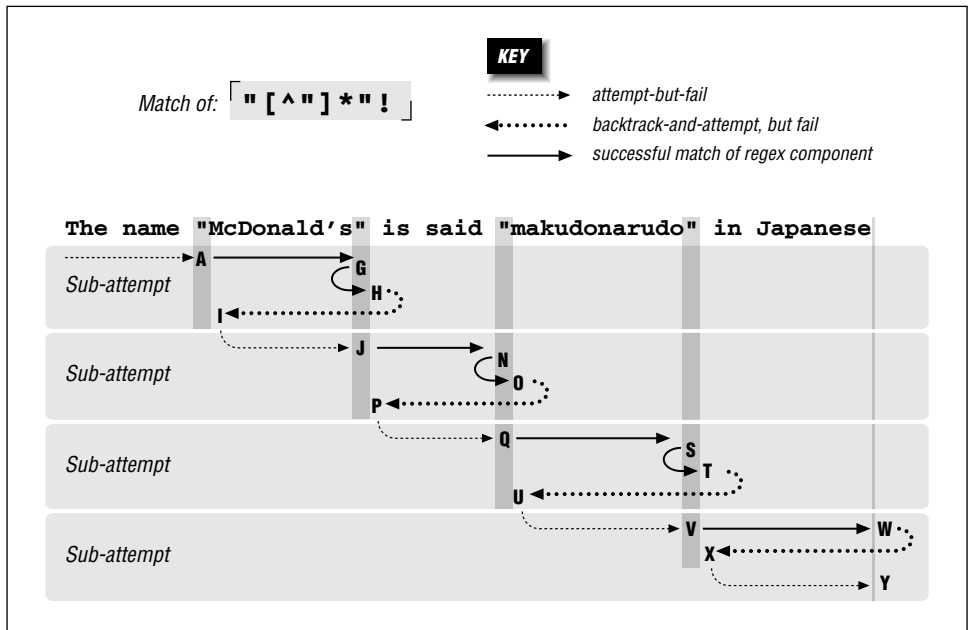 KEY
Match of: "[^"]*"!
attempt-but-fail
backtrack-and-attempt, but fail
successful match of regex component
The name "McDonald's" is said "makudonarudo" in Japanese
A
G
Sub-attempt
H
I
J
N
Sub-attempt
O
P
Q
S
Sub-attempt
T
U
V W
Sub-attempt
X
Y